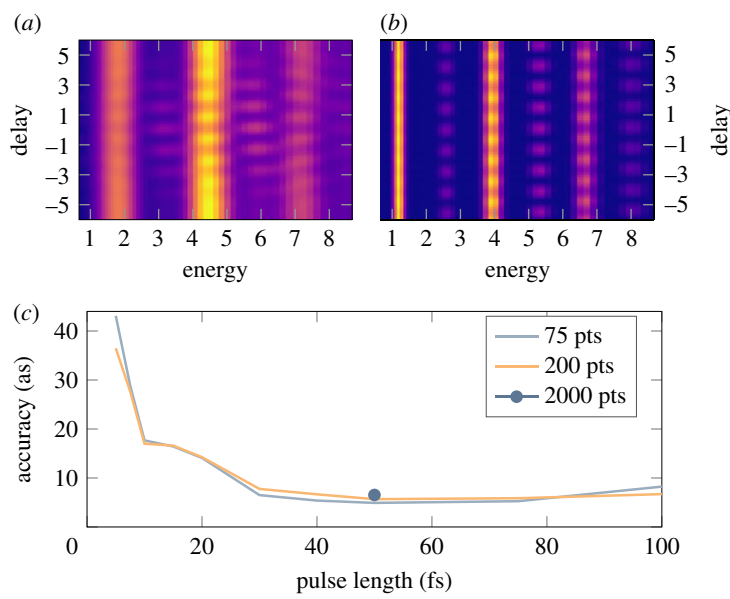 (a)
(b)
delay
5
3
1
−1
−3
−5
1 2 3 4 5 6 7 8
energy
1 2 3 4 5 6 7 8
energy
5
3
1
−1
−3
−5
delay
(c)
accuracy (as)
40
30
20
10
0 20 40 60 80 100
pulse length (fs)
75 pts
200 pts
2000 pts